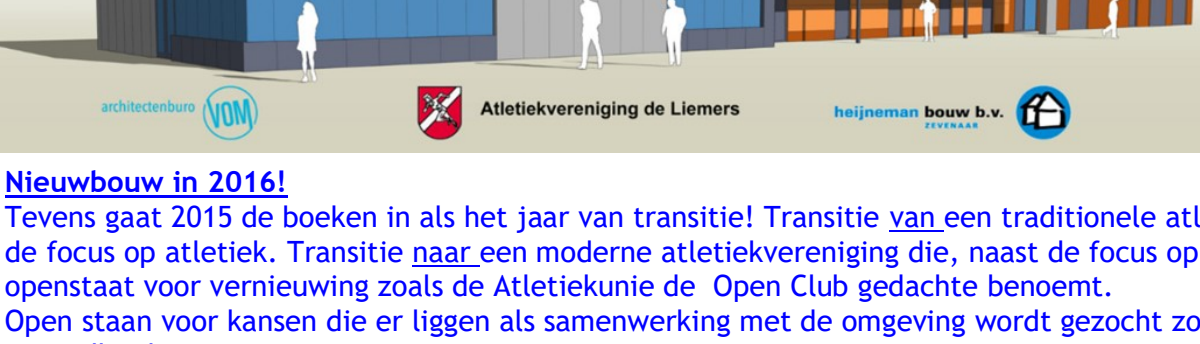 architectenburo VOM
Atletiekvereniging de Liemers
heijneman bouw b.v.
ZEVENAAR
Nieuwbouw in 2016!
Tevens gaat 2015 de boeken in als het jaar van transitie! Transitie van een traditionele atl
de focus op atletiek. Transitie naar een moderne atletiekvereniging die, naast de focus op
openstaat voor vernieuwing zoals de Atletiekunie de Open Club gedachte benoemt.
Open staan voor kansen die er liggen als samenwerking met de omgeving wordt gezocht zo